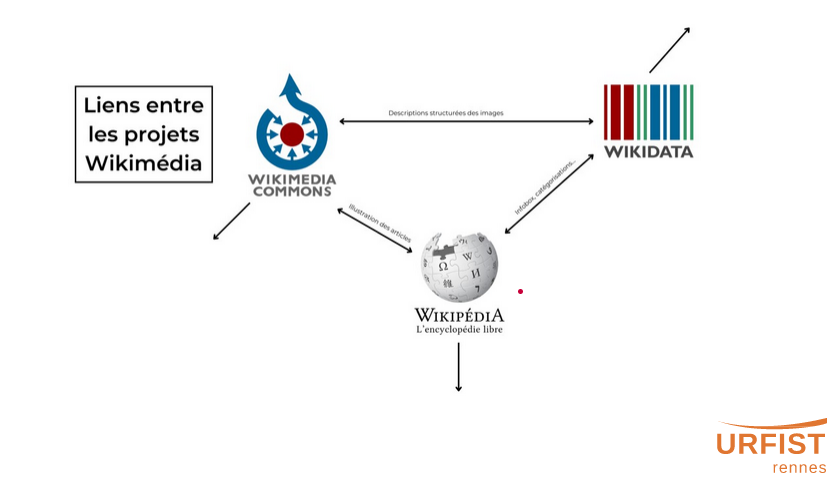 Liens entre
les projets
Wikimédia
WIKIMEDIA
COMMONS
Descriptions structurées des images
WIKIDATA
Illustration des articles
Infobox, catégorisations...
Ω
W
И
WIKIPÉDIA
L'encyclopédie libre
URFIST
rennes